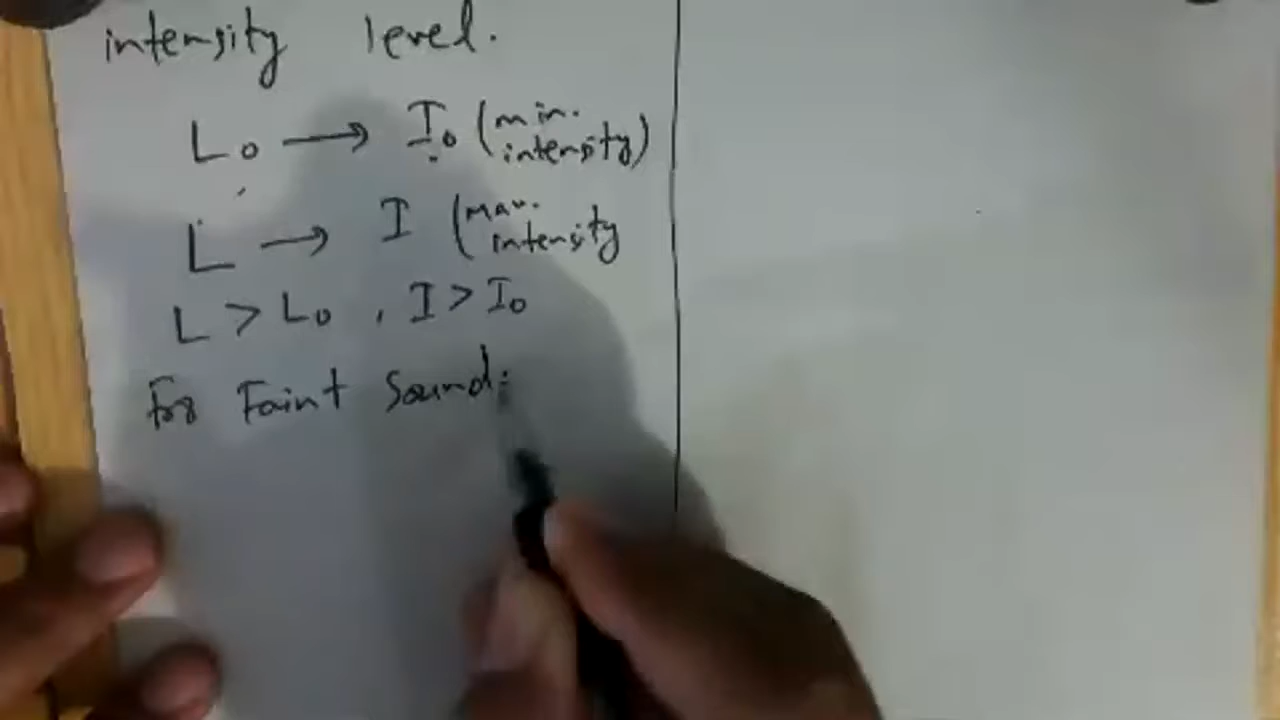 intensity level.
L₀ → I₀ (min. intensity)
L → I (max. intensity
L > L₀ , I > I₀
For Faint Sound: